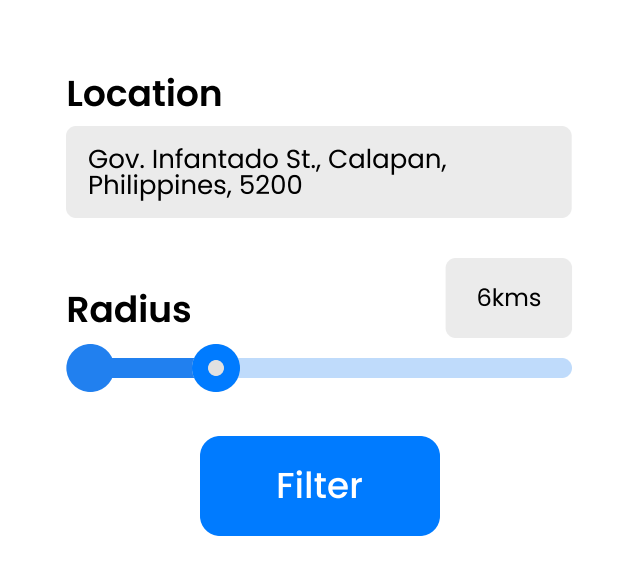 Location
Gov. Infantado St., Calapan,
Philippines, 5200
6kms
Radius
Filter